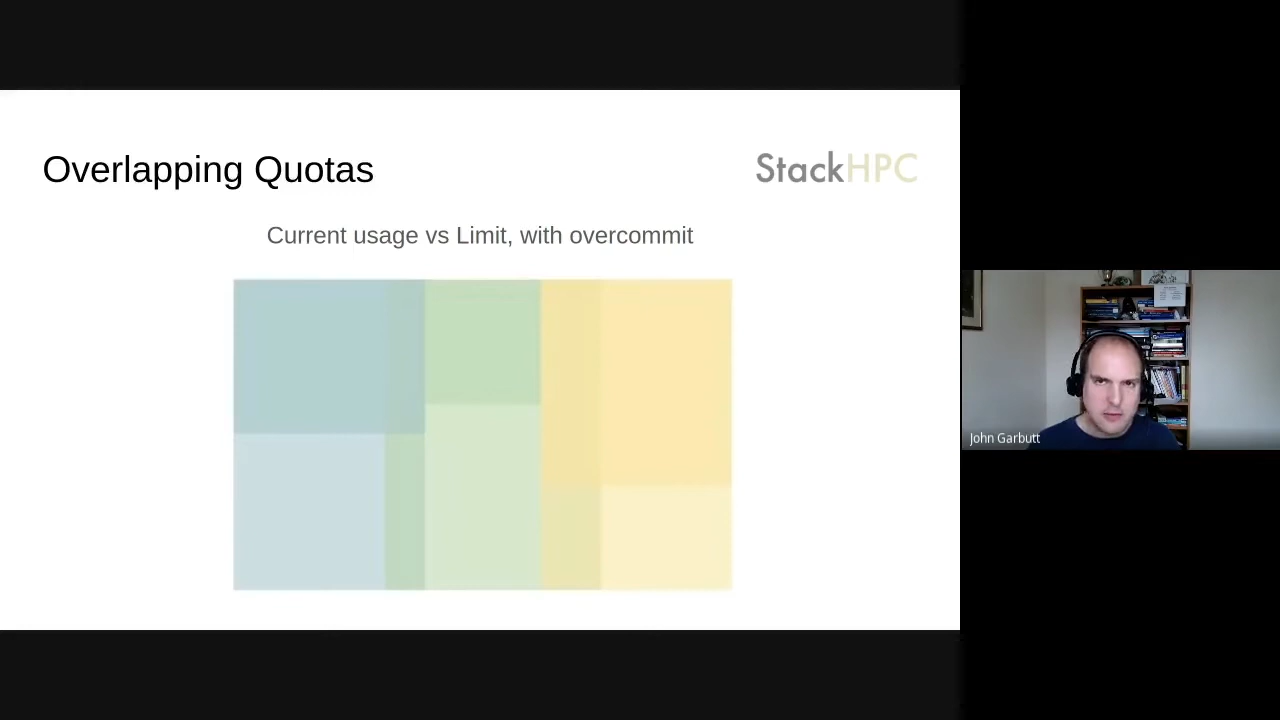 Overlapping Quotas
StackHPC
Current usage vs Limit, with overcommit
John Garbutt